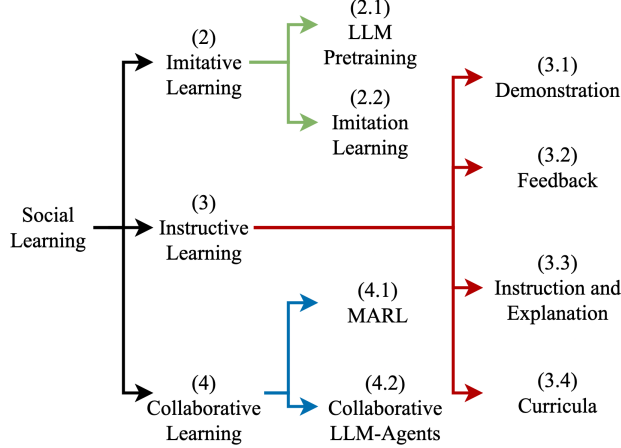 Social
Learning
(2)
Imitative
Learning
(2.1)
LLM
Pretraining
(2.2)
Imitation
Learning
(3)
Instructive
Learning
(3.1)
Demonstration
(3.2)
Feedback
(3.3)
Instruction and
Explanation
(3.4)
Curricula
(4)
Collaborative
Learning
(4.1)
MARL
(4.2)
Collaborative
LLM-Agents